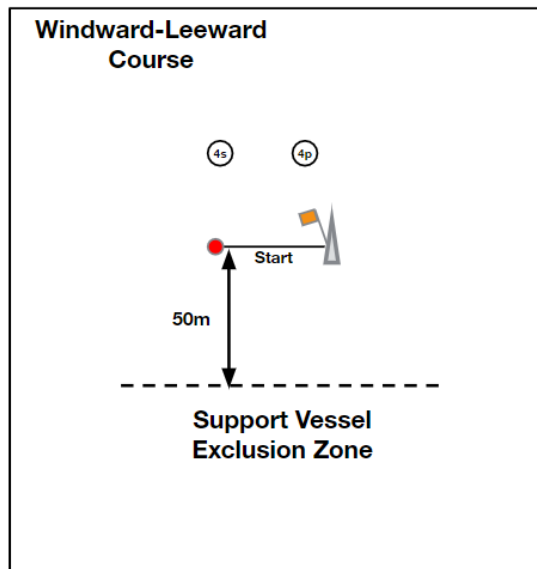 Windward-Leeward
Course
4s
4p
Start
50m
Support Vessel
Exclusion Zone